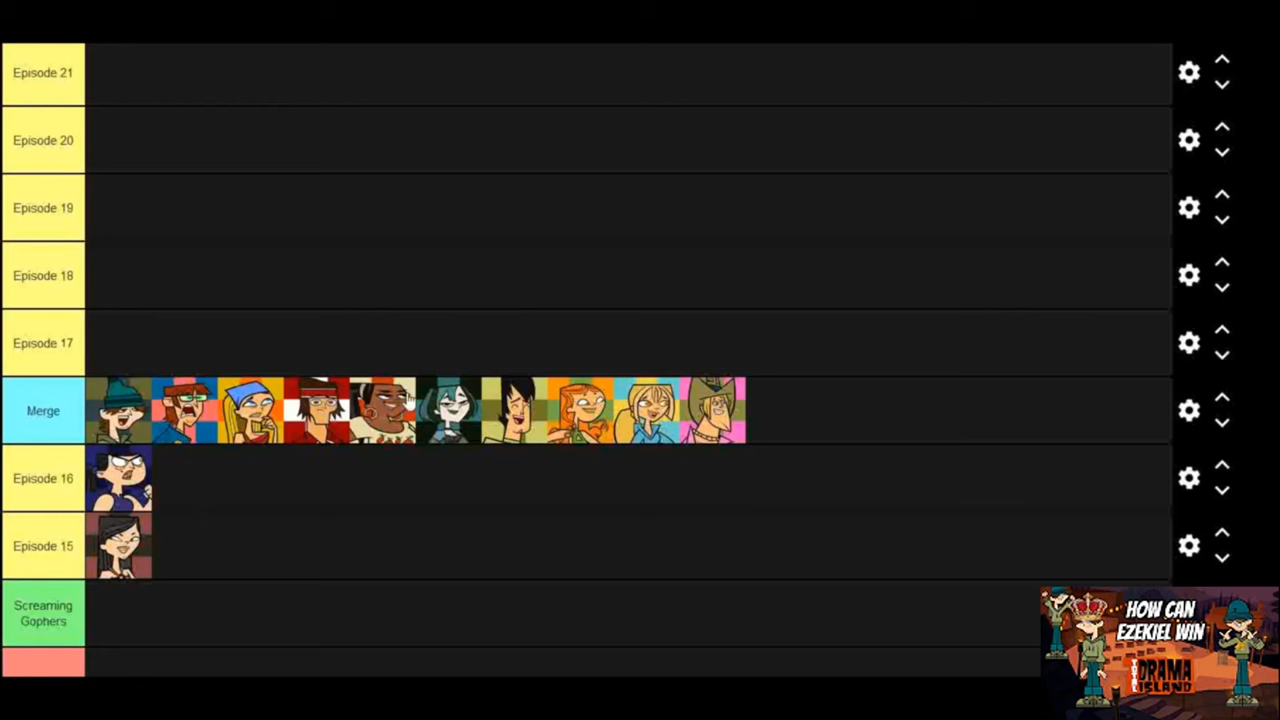 Episode 21
Episode 20
Episode 19
Episode 18
Episode 17
Merge
Episode 16
Episode 15
Screaming
Gophers
HOW CAN
EZEKIEL WIN
TOTAL
DRAMA
ISLAND